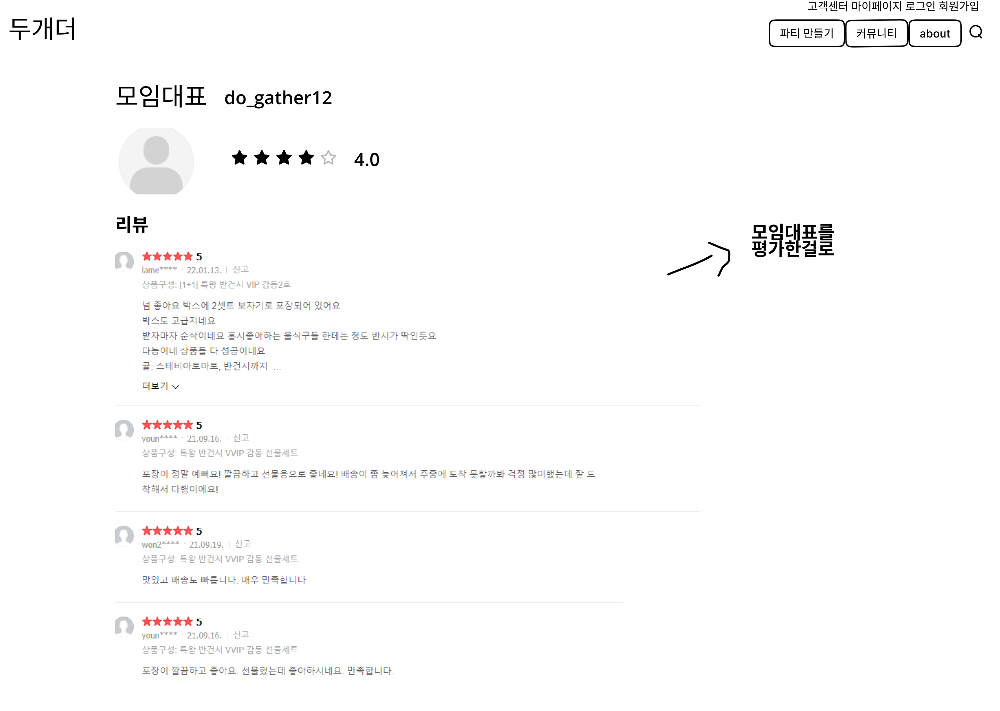 고객센터 마이페이지 로그인 회원가입
두개더
파티 만들기 커뮤니티 about
모임대표 do_gather12
4.0
리뷰
모임대표를
평가한걸로
5
lame**** · 22.01.13. | 신고
상품구성: [1+1] 특왕 반건시 VIP 감동2호
넘 좋아요 박스에 2셋트 보자기로 포장되어 있어요
박스도 고급지네요
받자마자 순삭이네요 홍시좋아하는 울식구들 한테는 청도 반시가 딱인듯요
다농이네 상품들 다 성공이네요
귤, 스테비아토마토, 반건시까지 ...
더보기
5
youn**** · 21.09.16. | 신고
상품구성: 특왕 반건시 VVIP 감동 선물세트
포장이 정말 예뻐요! 깔끔하고 선물용으로 좋네요! 배송이 좀 늦어져서 주중에 도착 못할까봐 걱정 많이했는데 잘 도
착해서 다행이에요!
5
won2**** · 21.09.19. | 신고
상품구성: 특왕 반건시 VVIP 감동 선물세트
맛있고 배송도 빠릅니다. 매우 만족합니다
5
youn**** · 21.09.16. | 신고
상품구성: 특왕 반건시 VVIP 감동 선물세트
포장이 깔끔하고 좋아요. 선물했는데 좋아하시네요. 만족합니다.